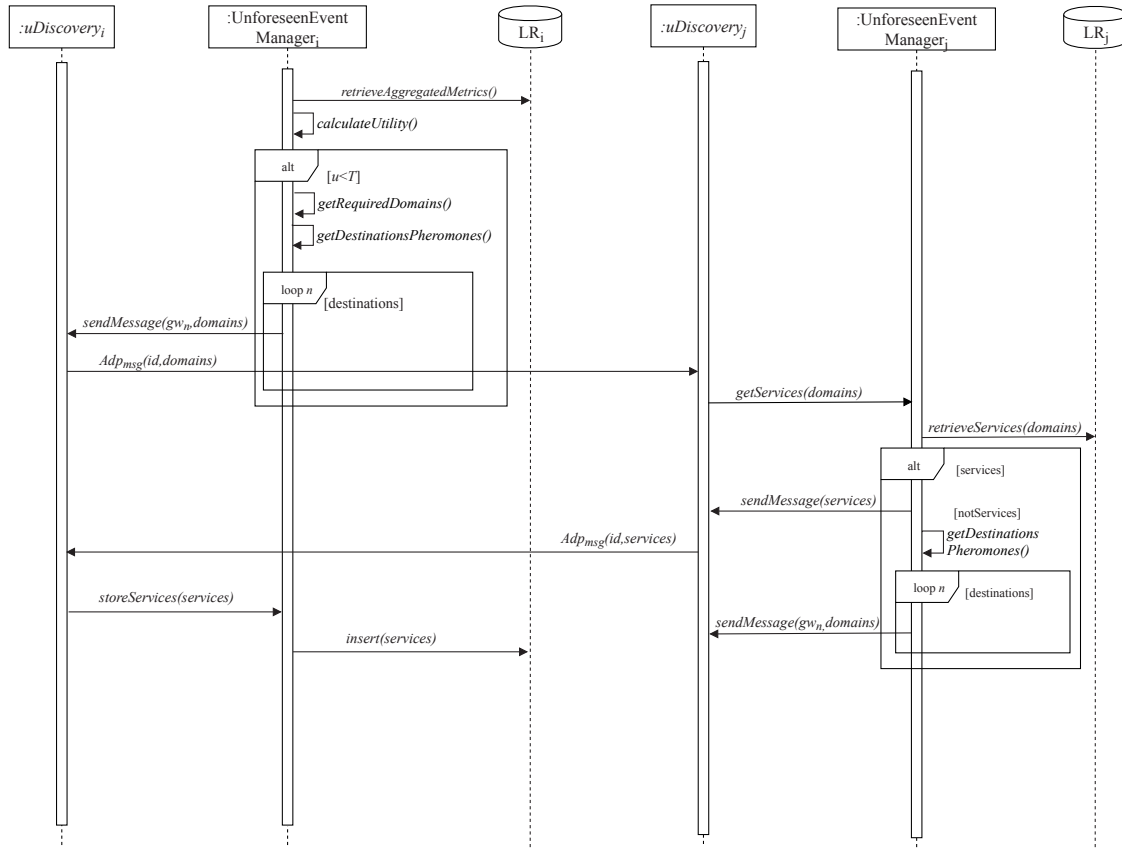 :uDiscoveryi
:UnforeseenEvent
Manageri
LRi
:uDiscoveryj
:UnforeseenEvent
Managerj
LRj
retrieveAggregatedMetrics()
calculateUtility()
alt
[u<T]
getRequiredDomains()
getDestinationsPheromones()
loop n
[destinations]
sendMessage(gwn,domains)
Adpmsg(id,domains)
getServices(domains)
retrieveServices(domains)
alt
[services]
sendMessage(services)
[notServices]
getDestinations
Pheromones()
Adpmsg(id,services)
loop n
[destinations]
storeServices(services)
sendMessage(gwn,domains)
insert(services)